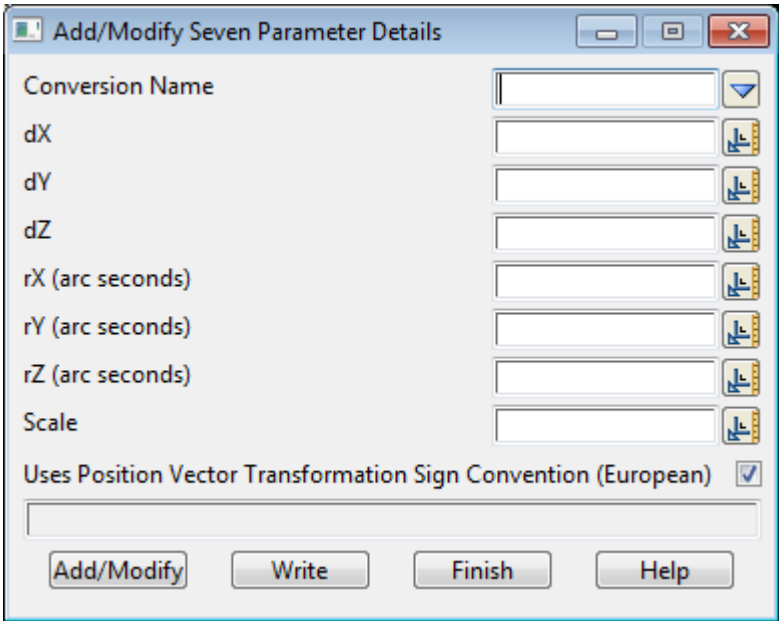 Add/Modify Seven Parameter Details
Conversion Name
dX
dY
dZ
rX (arc seconds)
rY (arc seconds)
rZ (arc seconds)
Scale
Uses Position Vector Transformation Sign Convention (European)
Add/Modify Write Finish Help